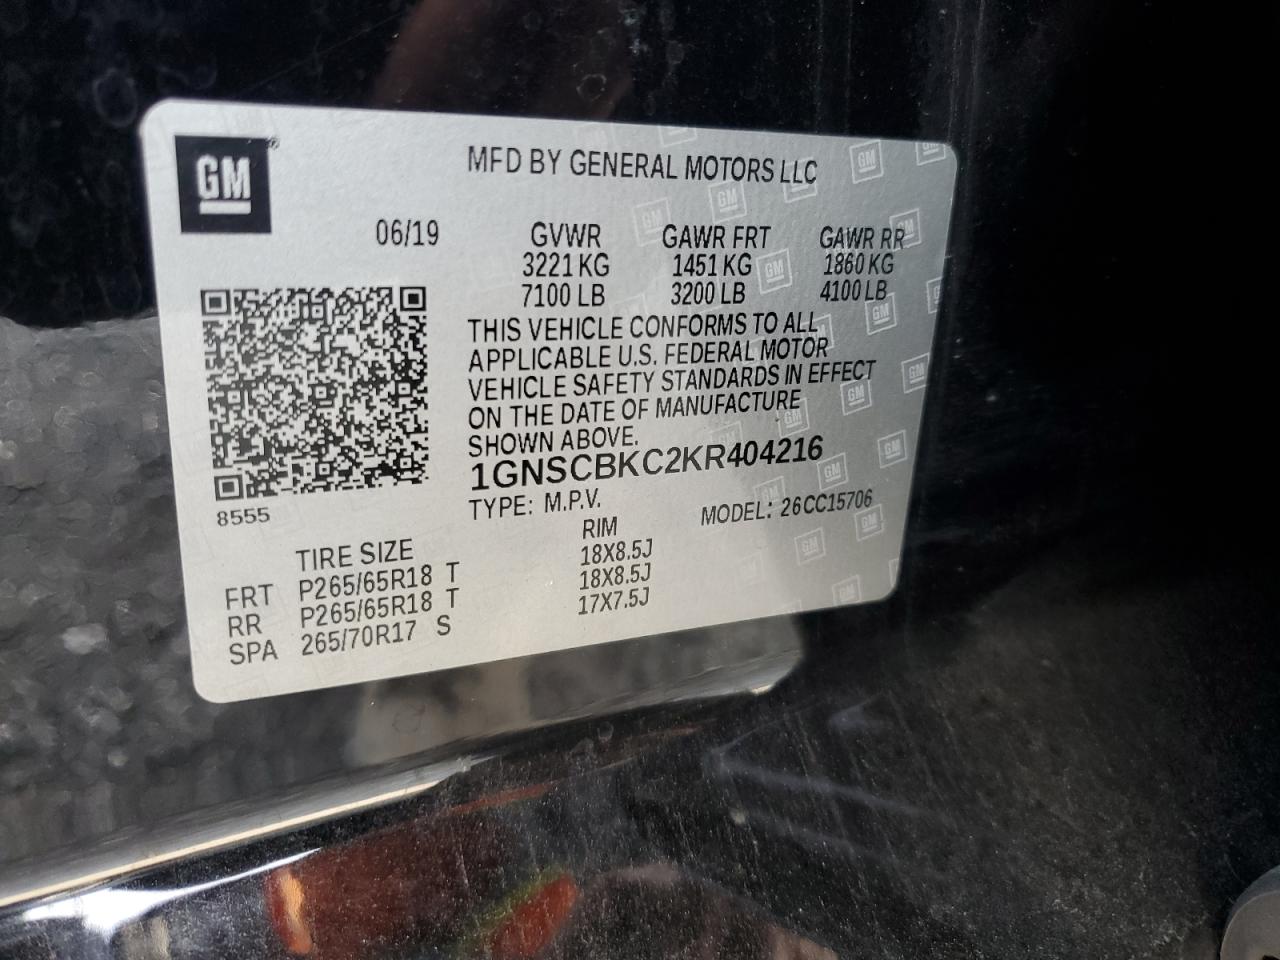 GM
MFD BY GENERAL MOTORS LLC
06/19 GVWR GAWR FRT GAWR RR
3221 KG 1451 KG 1860 KG
7100 LB 3200 LB 4100 LB
THIS VEHICLE CONFORMS TO ALL
APPLICABLE U.S. FEDERAL MOTOR
VEHICLE SAFETY STANDARDS IN EFFECT
ON THE DATE OF MANUFACTURE
SHOWN ABOVE.
1GNSCBKC2KR404216
8555
TYPE: M.P.V. MODEL: 26CC15706
TIRE SIZE RIM
FRT P265/65R18 T 18X8.5J
RR P265/65R18 T 18X8.5J
SPA 265/70R17 S 17X7.5J